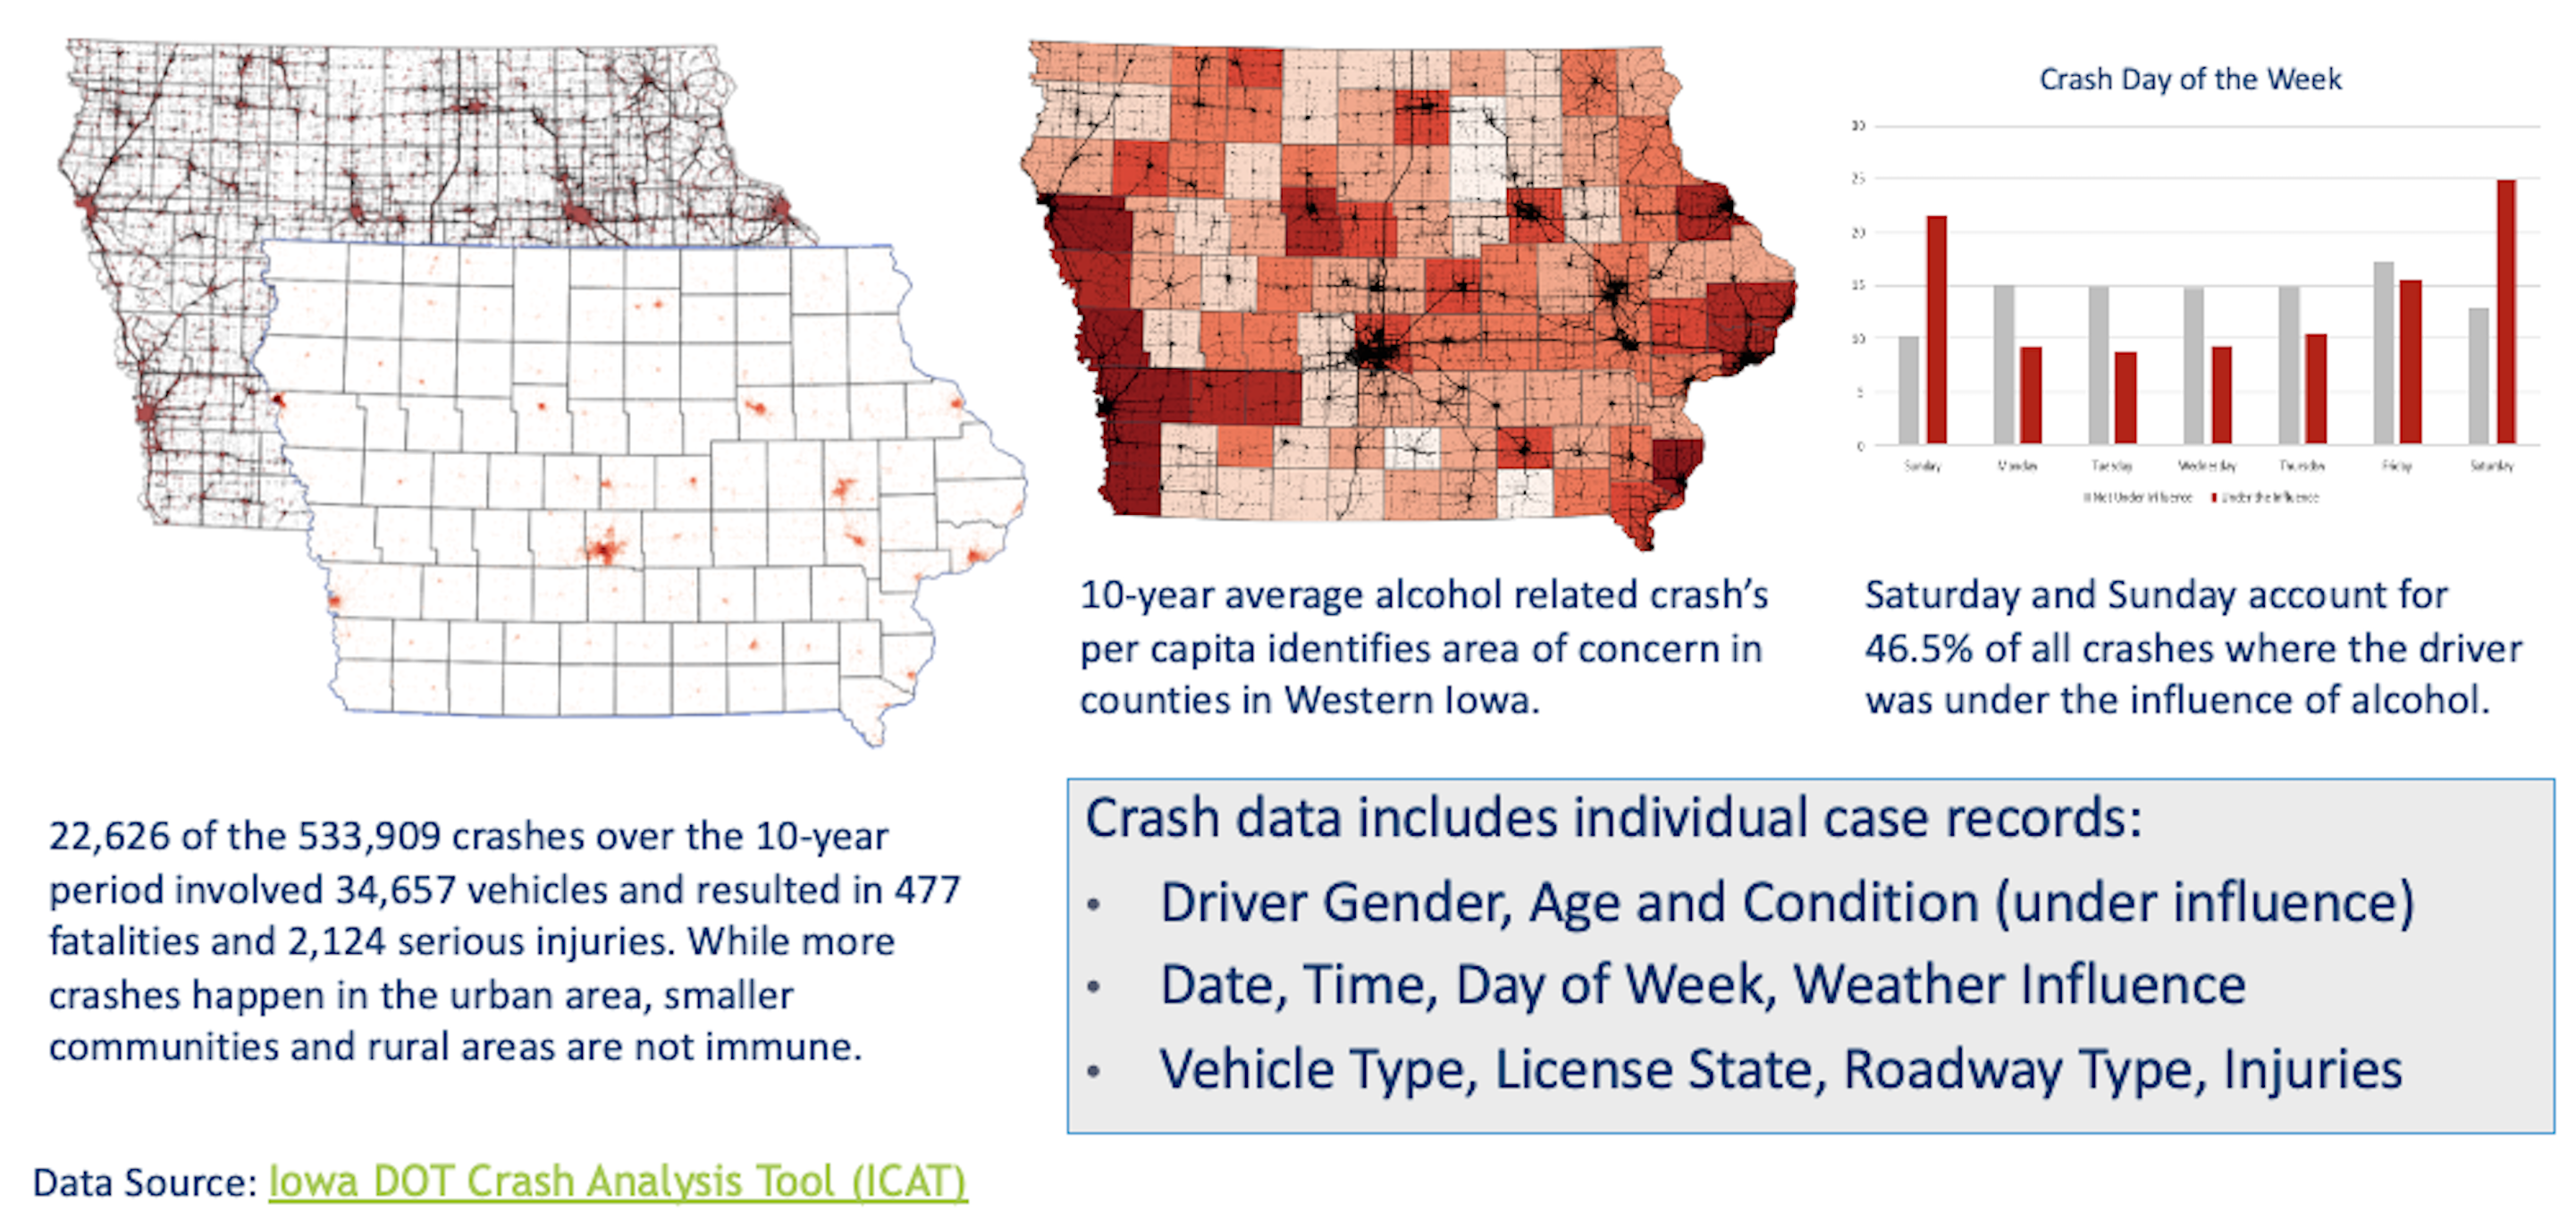 Crash Day of the Week
30
25
20
15
10
5
0
Sunday Monday Tuesday Wednesday Thursday Friday Saturday
Not Under Influence Under the Influence
10-year average alcohol related crash's
per capita identifies area of concern in
counties in Western Iowa.
Saturday and Sunday account for
46.5% of all crashes where the driver
was under the influence of alcohol.
22,626 of the 533,909 crashes over the 10-year
period involved 34,657 vehicles and resulted in 477
fatalities and 2,124 serious injuries. While more
crashes happen in the urban area, smaller
communities and rural areas are not immune.
Crash data includes individual case records:
• Driver Gender, Age and Condition (under influence)
• Date, Time, Day of Week, Weather Influence
• Vehicle Type, License State, Roadway Type, Injuries
Data Source: Iowa DOT Crash Analysis Tool (ICAT)